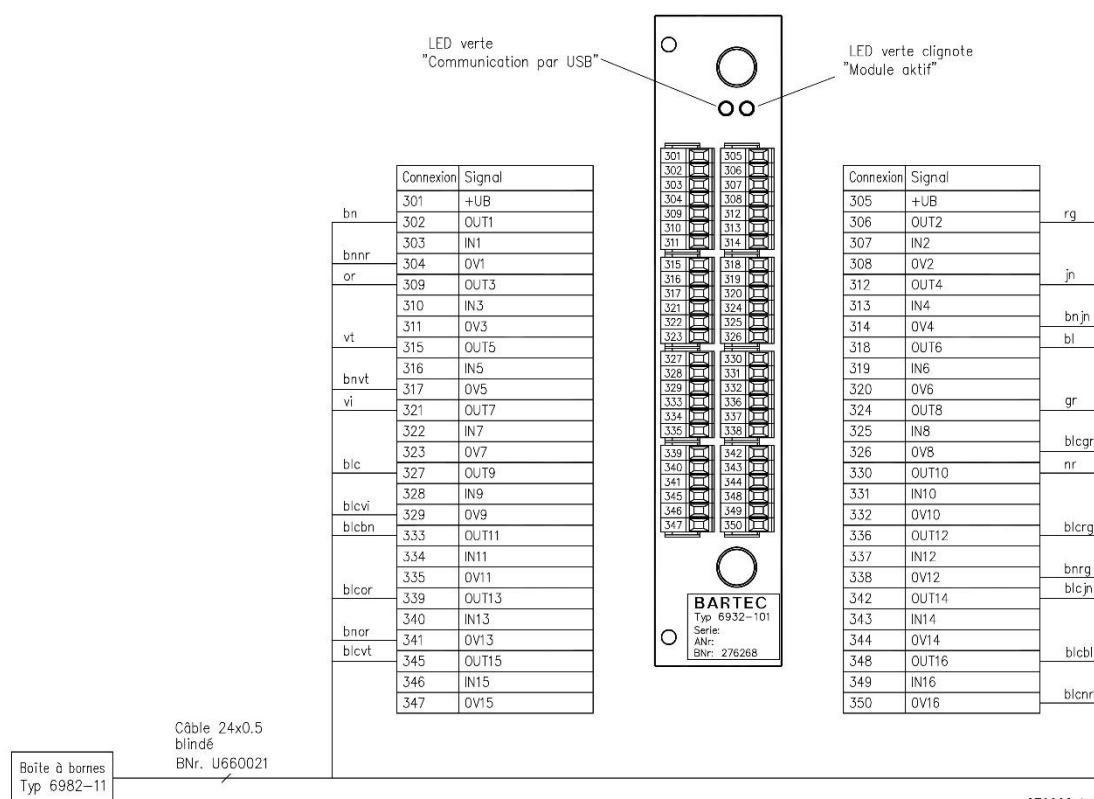 LED verte
"Communication par USB"
LED verte clignote
"Module aktif"
Connexion Signal
301 +UB
302 OUT1
303 IN1
304 0V1
309 OUT3
310 IN3
311 0V3
315 OUT5
316 IN5
317 0V5
321 OUT7
322 IN7
323 0V7
327 OUT9
328 IN9
329 0V9
333 OUT11
334 IN11
335 0V11
339 OUT13
340 IN13
341 0V13
345 OUT15
346 IN15
347 0V15
bn
bnnr
or
vt
bnvt
vi
blc
blcvi
blcbn
blcor
bnor
blcvt
301 305
302 306
303 307
304 308
309 312
310 313
311 314
315 318
316 319
317 320
321 324
322 325
323 326
327 330
328 331
329 332
333 336
334 337
335 338
339 342
340 343
341 344
345 348
346 349
347 350
BARTEC
Typ 6932-101
Serie:
ANr:
BNr: 276268
Connexion Signal
305 +UB
306 OUT2
307 IN2
308 0V2
312 OUT4
313 IN4
314 0V4
318 OUT6
319 IN6
320 0V6
324 OUT8
325 IN8
326 0V8
330 OUT10
331 IN10
332 0V10
336 OUT12
337 IN12
338 0V12
342 OUT14
343 IN14
344 0V14
348 OUT16
349 IN16
350 0V16
rg
jn
bnjn
bl
gr
blcgr
nr
blcrg
bnrg
blcjn
blcbl
blcnr
Câble 24x0.5
blindé
BNr. U660021
Boîte à bornes
Typ 6982-11